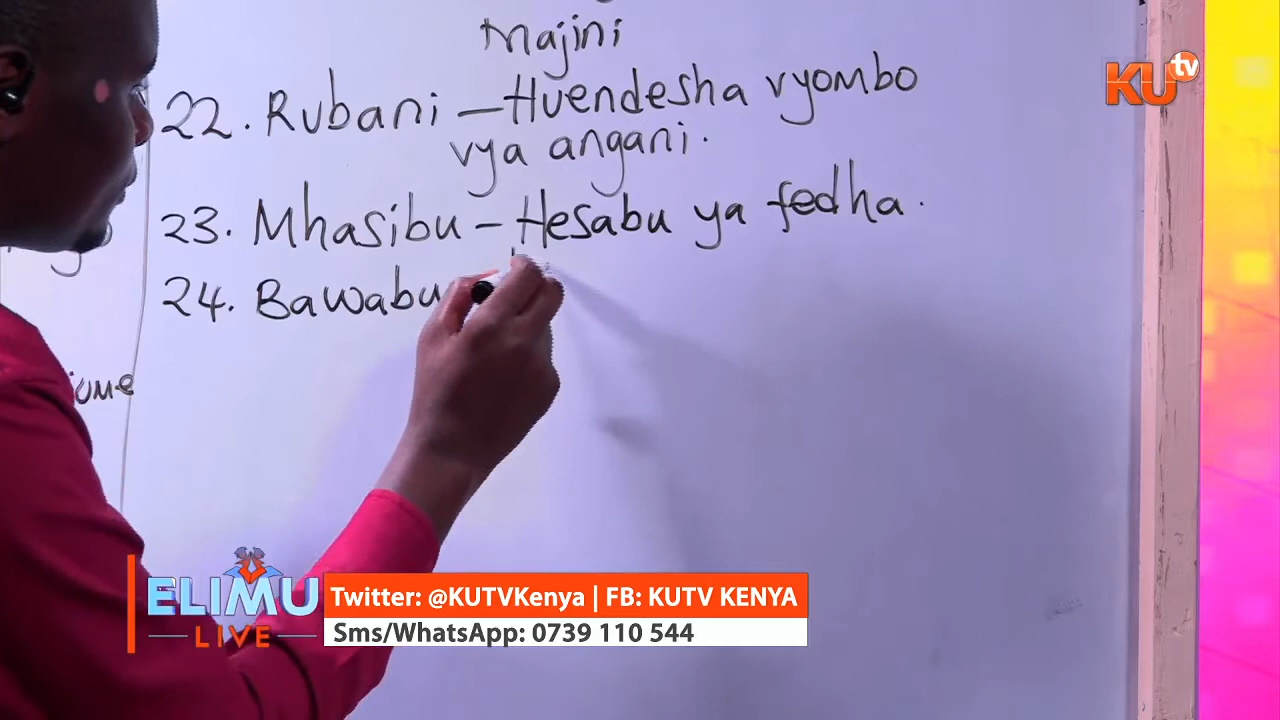 Majini
22. Rubani - Huendesha vyombo
vya angani.
23. Mhasibu - Hesabu ya fedha.
24. Bawabu
KU tv
ELIMU
LIVE
Twitter: @KUTVKenya | FB: KUTV KENYA
Sms/WhatsApp: 0739 110 544